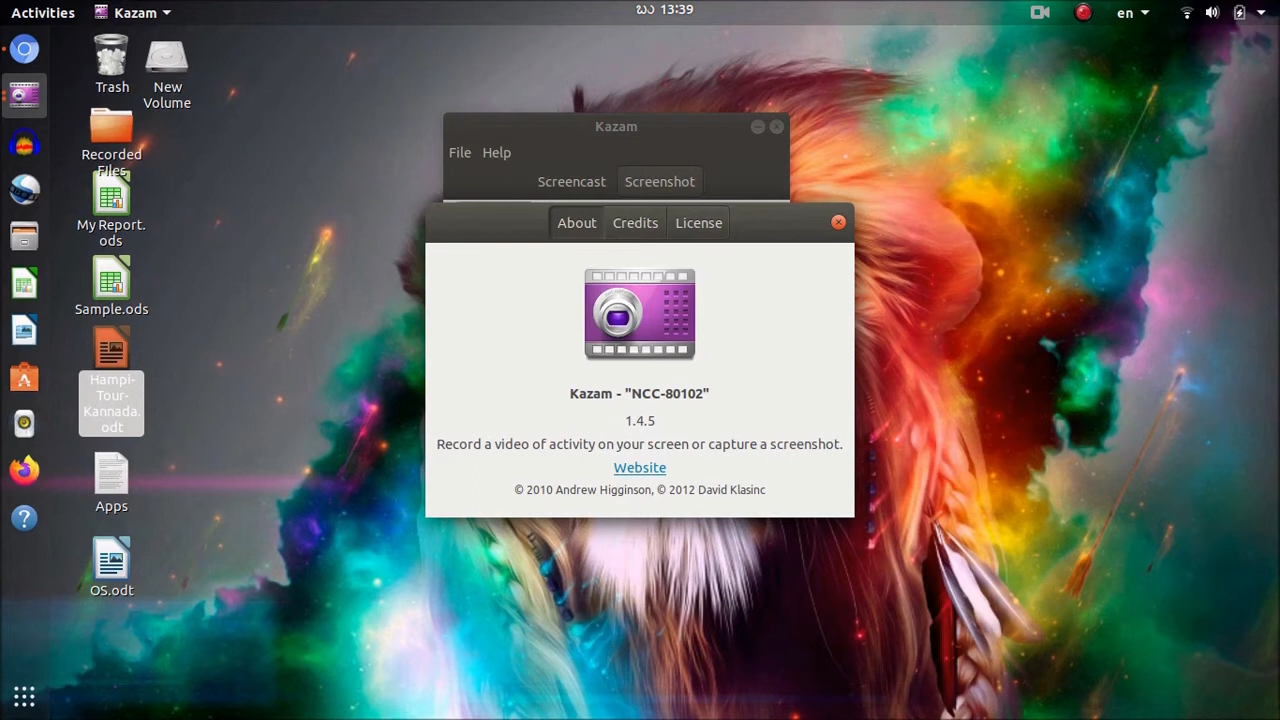 Activities
Kazam
ಬು 13:39
en
Trash
New
Volume
Recorded
Files
My Report.
ods
Sample.ods
Hampi-
Tour-
Kannada.
odt
Apps
OS.odt
Kazam
File Help
Screencast Screenshot
About Credits License
Kazam - "NCC-80102"
1.4.5
Record a video of activity on your screen or capture a screenshot.
Website
© 2010 Andrew Higginson, © 2012 David Klasinc